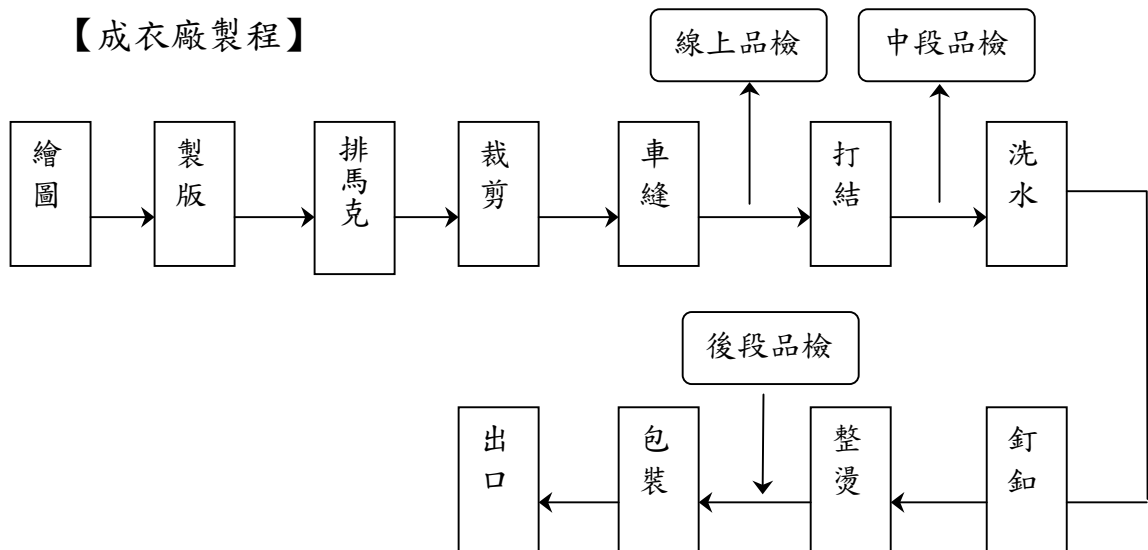 【成衣廠製程】
線上品檢
中段品檢
繪圖
製版
排馬克
裁剪
車縫
打結
洗水
後段品檢
出口
包裝
整燙
釘釦